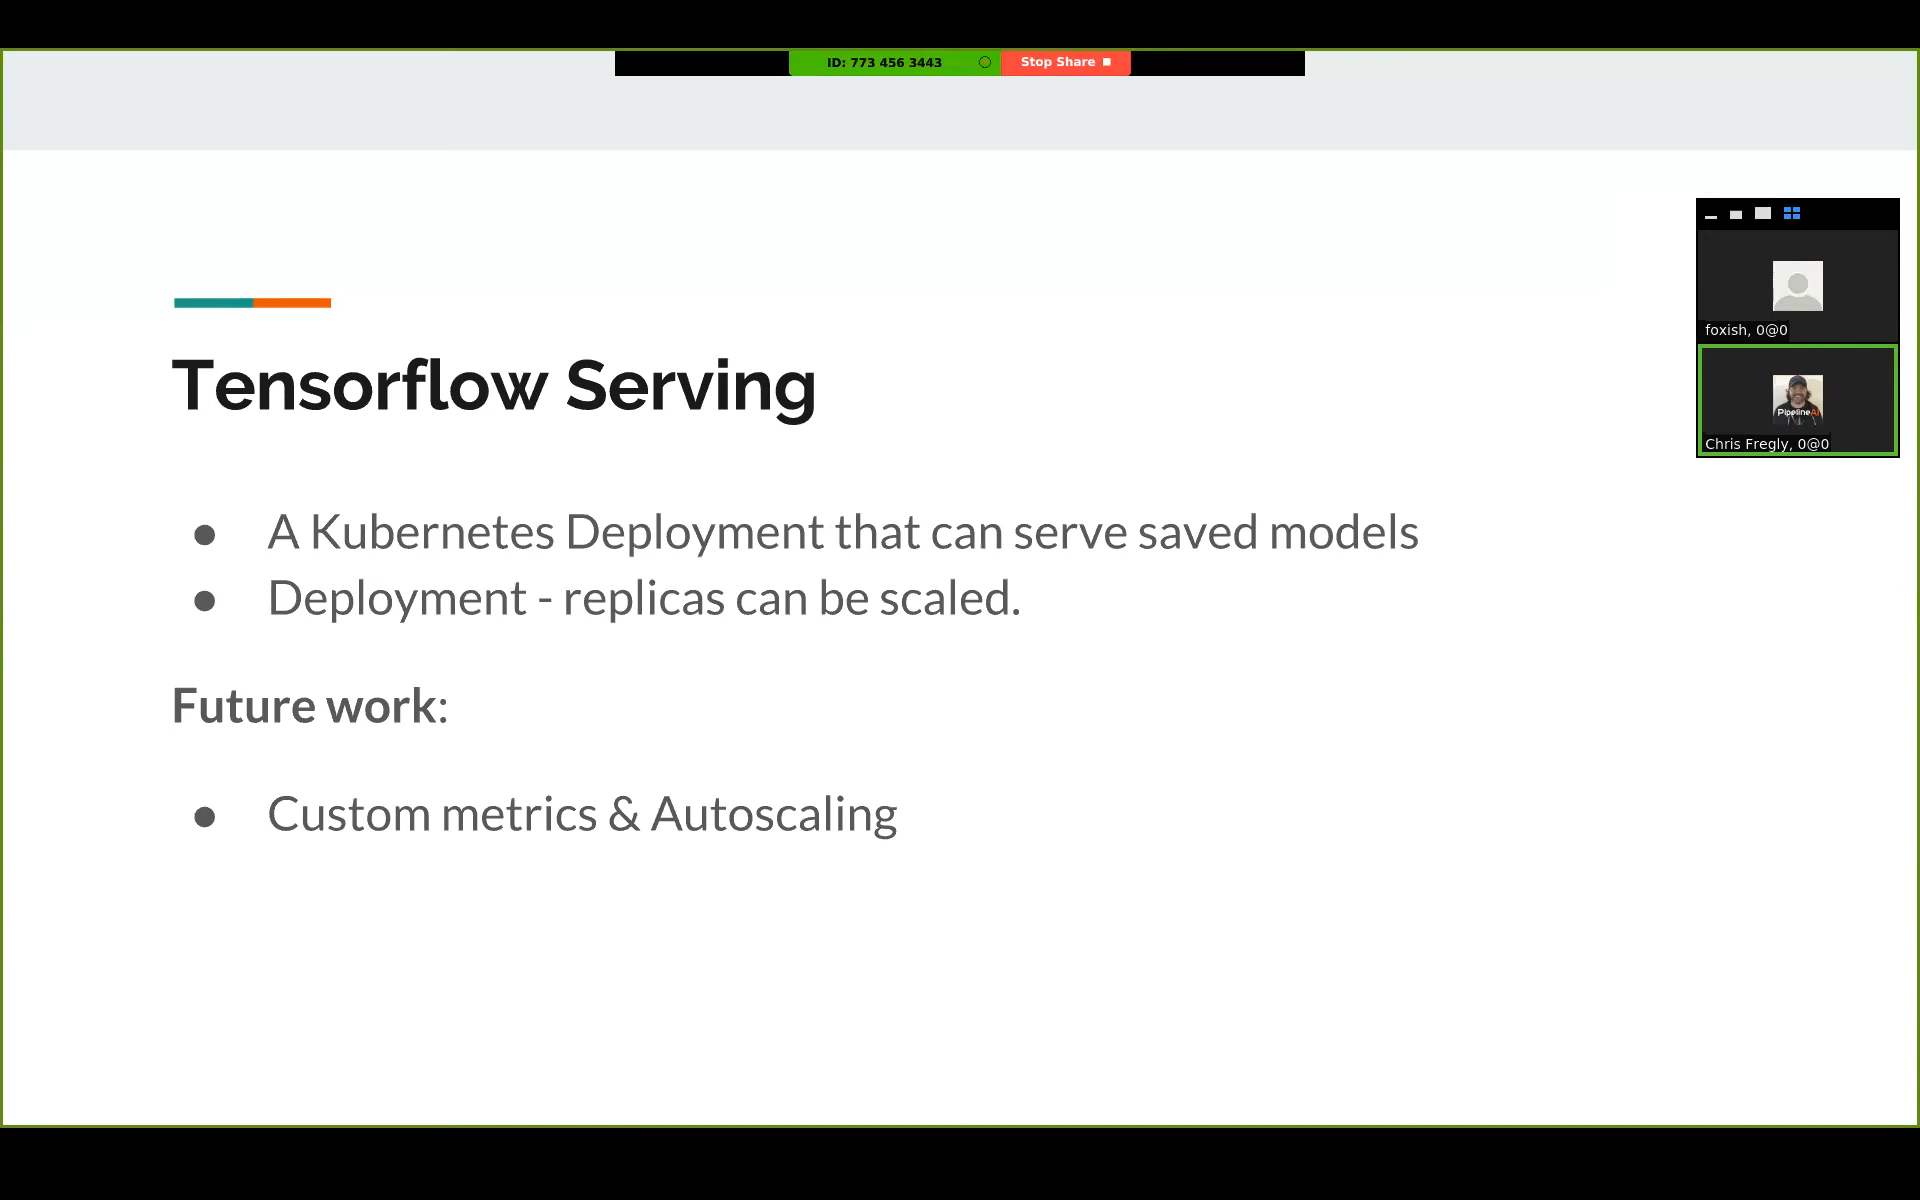 ID: 773 456 3443
Stop Share
foxish, 0@0
PipelineAI
Chris Fregly, 0@0
Tensorflow Serving
● A Kubernetes Deployment that can serve saved models
● Deployment - replicas can be scaled.
Future work:
● Custom metrics & Autoscaling